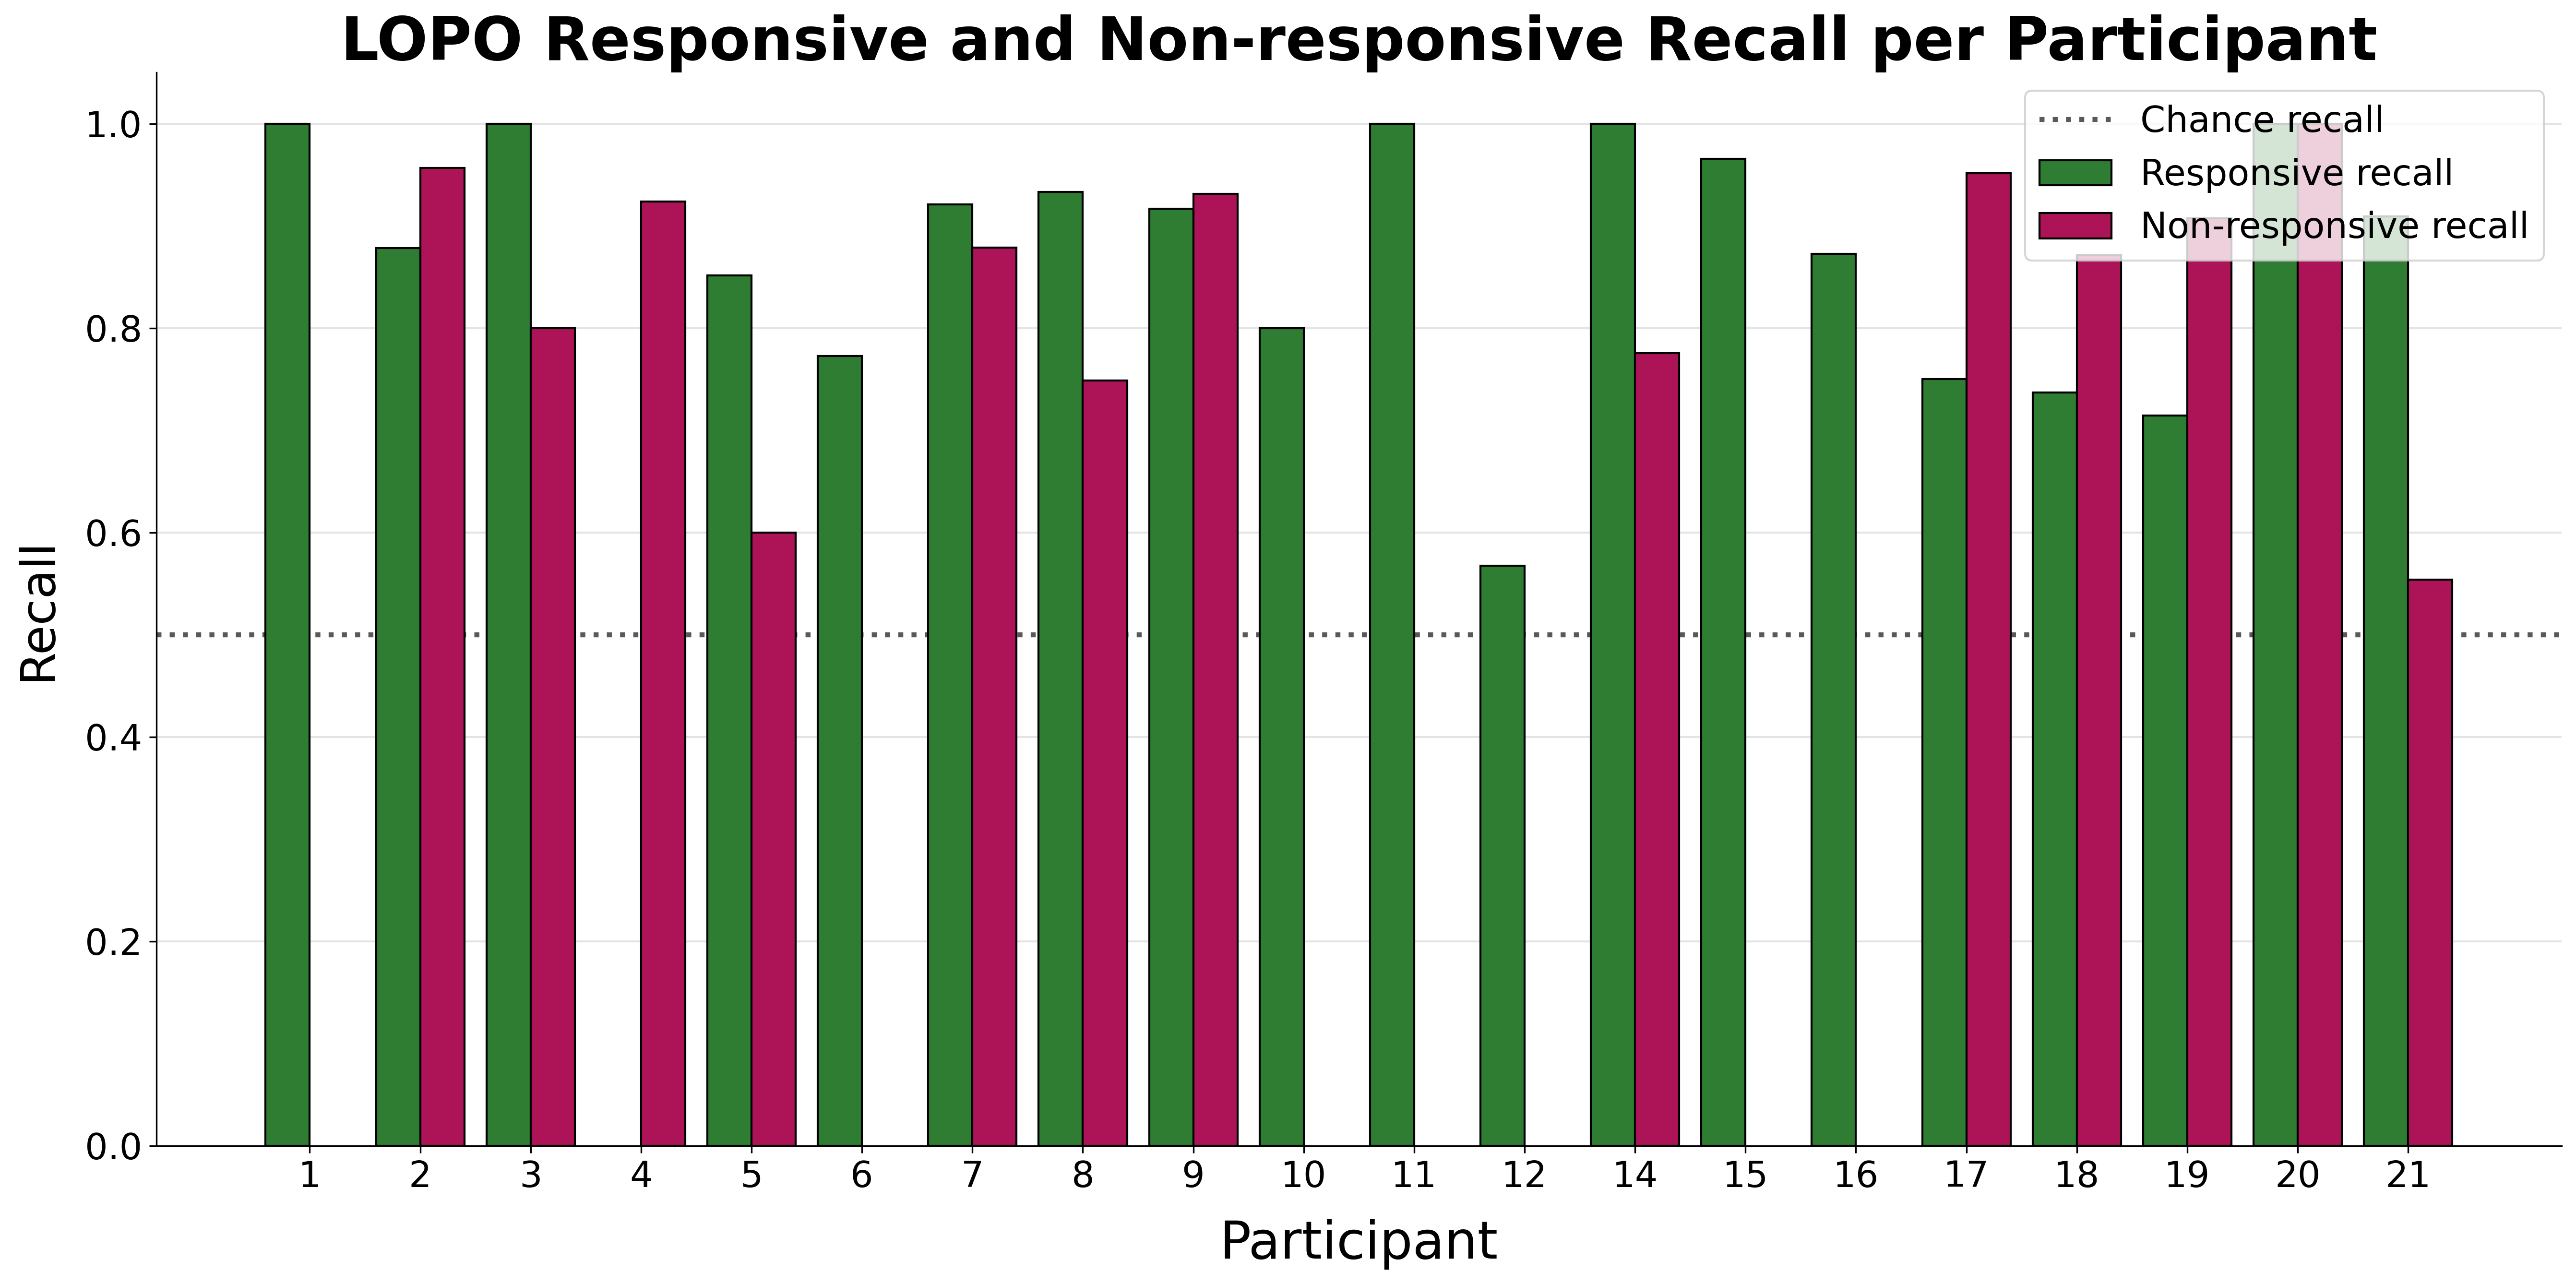 LOPO Responsive and Non-responsive Recall per Participant
Chance recall
Responsive recall
Non-responsive recall
Recall
1.0
0.8
0.6
0.4
0.2
0.0
1 2 3 4 5 6 7 8 9 10 11 12 14 15 16 17 18 19 20 21
Participant